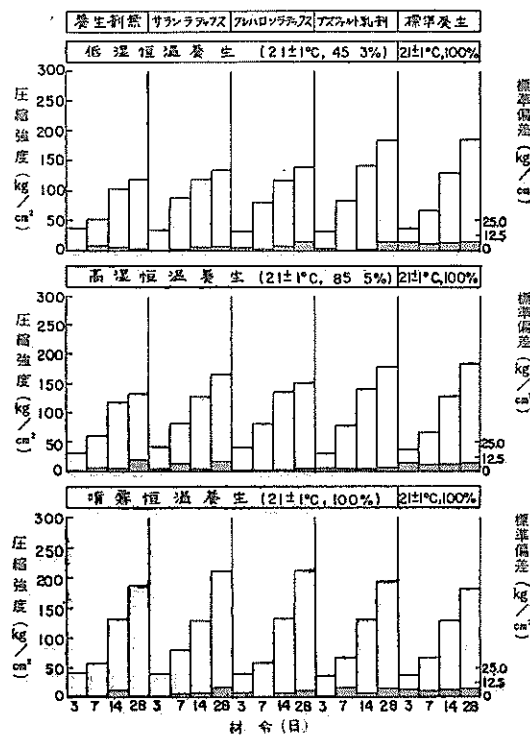 養生剤無 サランラテックス クレハロンラテックス アスファルト乳剤 標準養生
低湿恒温養生 (21±1°C, 45 3%) 21±1°C,100%
圧縮強度 (kg/cm²
300
250
200
150
100
50
0
標準偏差 (kg/cm²
25.0
12.5
0
高湿恒温養生 (21±1°C, 85 5%) 21±1°C,100%
圧縮強度 (kg/cm²
300
250
200
150
100
50
0
標準偏差 (kg/cm²
25.0
12.5
0
噴霧恒温養生 (21±1°C,100%) 21±1°C,100%
圧縮強度 (kg/cm²
300
250
200
150
100
50
0
標準偏差 (kg/cm²
25.0
12.5
0
3 7 14 28 3 7 14 28 3 7 14 28 3 7 14 28 3 7 14 28
材令(日)